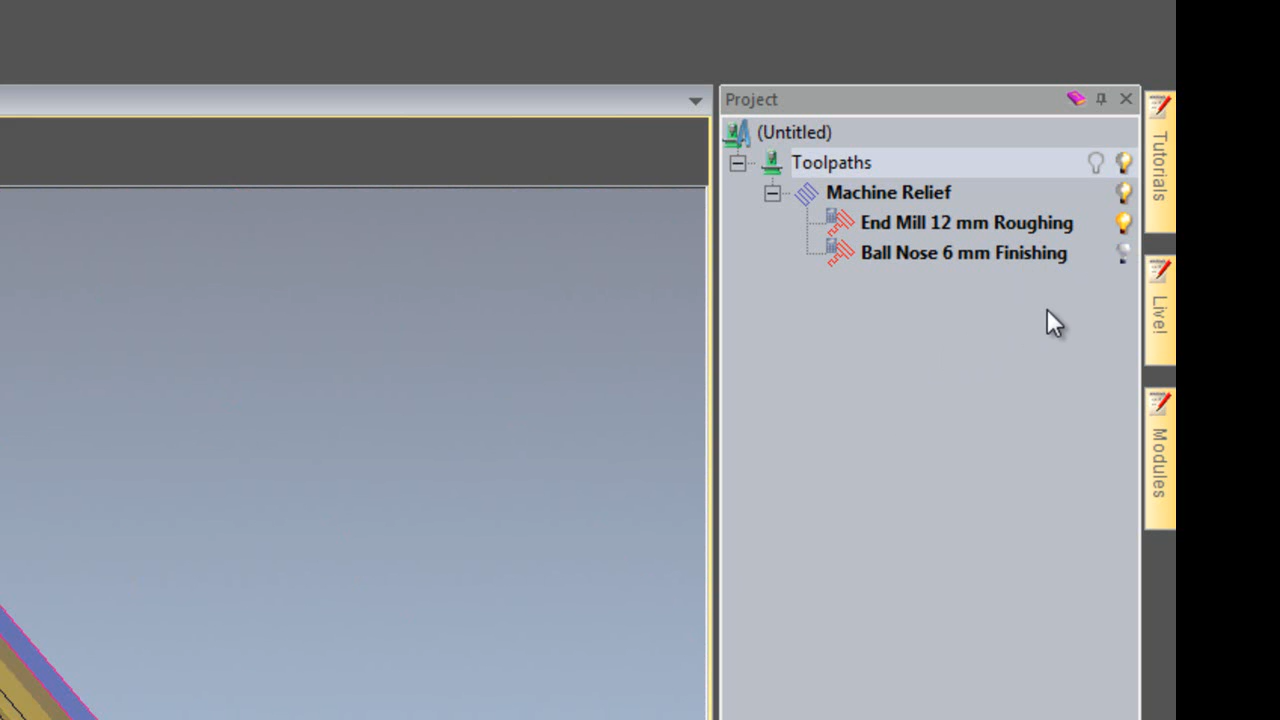 Project
(Untitled)
Toolpaths
Machine Relief
End Mill 12 mm Roughing
Ball Nose 6 mm Finishing
Tutorials
Live!
Modules